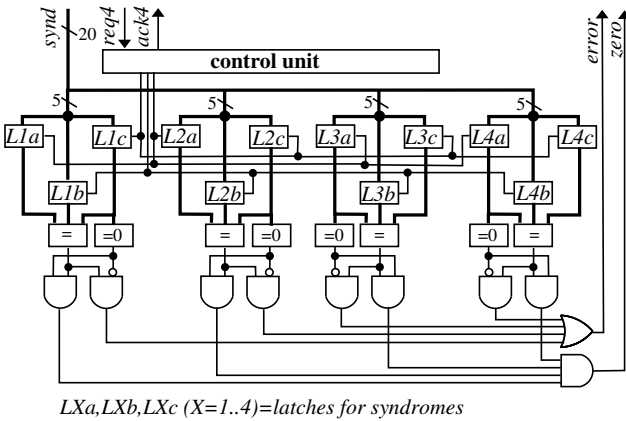 synd
20
req4
ack4
error
zero
control unit
5 5 5 5
L1a L1c L2a L2c L3a L3c L4a L4c
L1b L2b L3b L4b
= =0 = =0 =0 = =0 =
LXa,LXb,LXc (X=1..4)=latches for syndromes